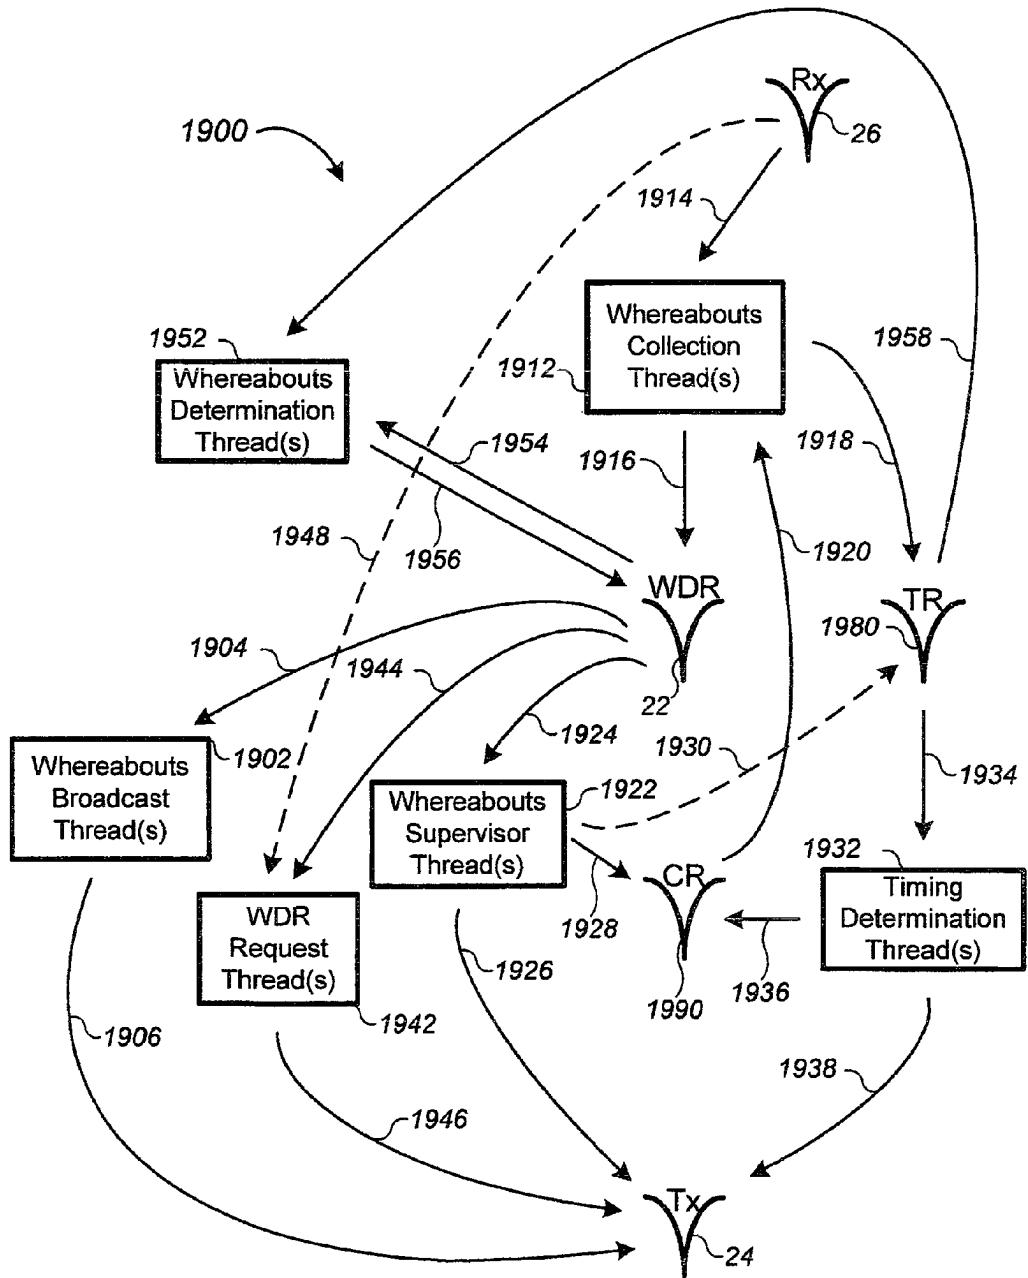 Rx
1900
26
1914
Whereabouts
Collection
Thread(s)
1952
1912
1958
Whereabouts
Determination
Thread(s)
1954
1916
1918
1948
1956
1920
WDR
TR
1904
1944
1980
22
1924
1930
1902
1934
Whereabouts
Broadcast
Thread(s)
Whereabouts
Supervisor
Thread(s)
1922
1932
CR
Timing
Determination
Thread(s)
WDR
Request
Thread(s)
1928
1926
1936
1990
1942
1906
1938
1946
Tx
24